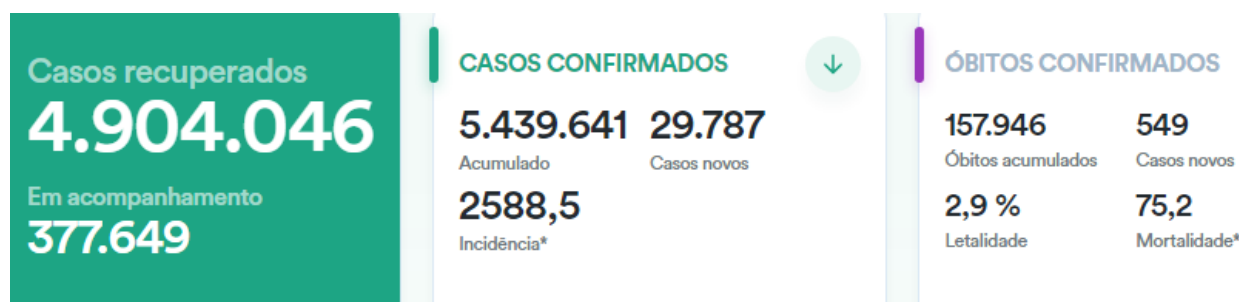 Casos recuperados
4.904.046
Em acompanhamento
377.649
CASOS CONFIRMADOS
5.439.641 29.787
Acumulado Casos novos
2588,5
Incidência*
ÓBITOS CONFIRMADOS
157.946 549
Óbitos acumulados Casos novos
2,9 % 75,2
Letalidade Mortalidade*